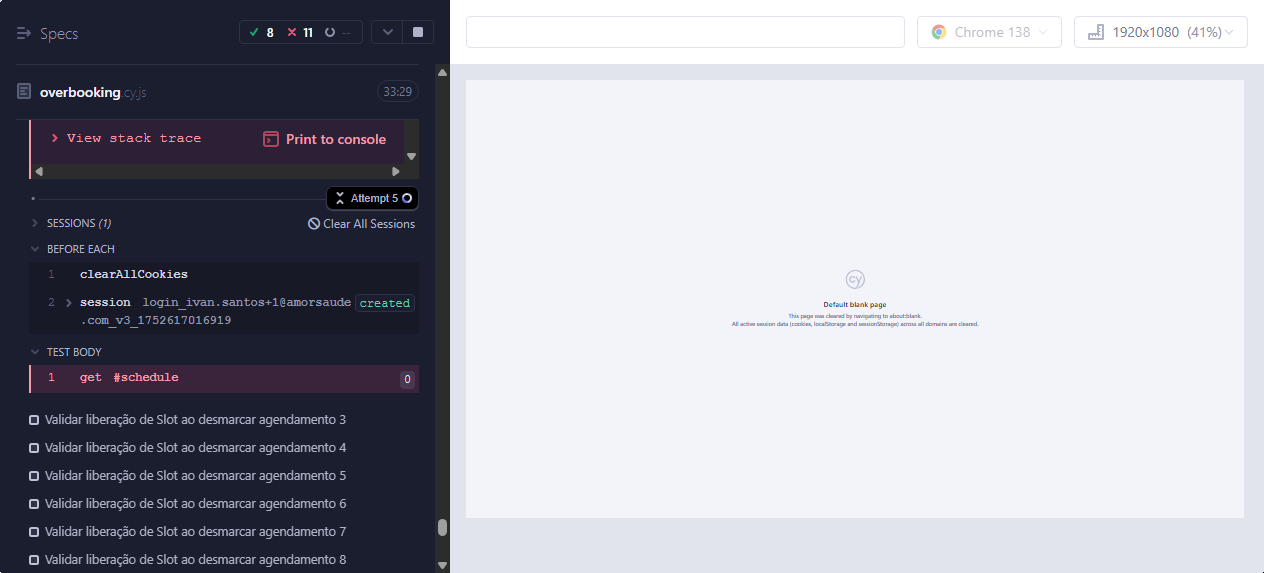 Specs
8 11 --
overbooking.cy.js
33:29
View stack trace
Print to console
Attempt 5
SESSIONS (1)
Clear All Sessions
BEFORE EACH
1 clearAllCookies
2 session login_ivan.santos+1@amorsaude created
.com_v3_1752617016919
TEST BODY
1 get #schedule 0
Validar liberação de Slot ao desmarcar agendamento 3
Validar liberação de Slot ao desmarcar agendamento 4
Validar liberação de Slot ao desmarcar agendamento 5
Validar liberação de Slot ao desmarcar agendamento 6
Validar liberação de Slot ao desmarcar agendamento 7
Validar liberação de Slot ao desmarcar agendamento 8
Chrome 138
1920x1080 (41%)
cy
Default blank page
This page was cleared by navigating to about:blank.
All active session data (cookies, localStorage and sessionStorage) across all domains are cleared.